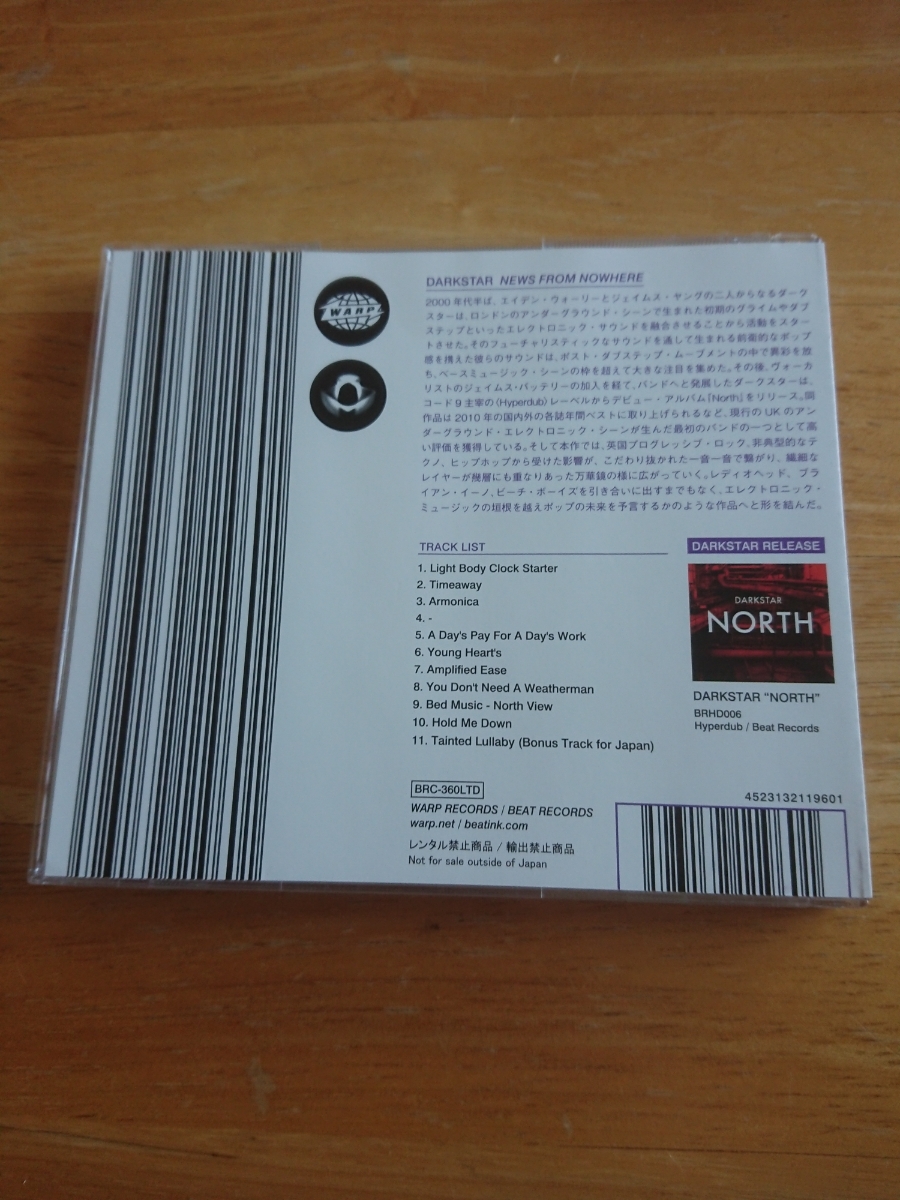 WARP
DARKSTAR NEWS FROM NOWHERE
2000年代半ば、エイデン・ウォーリーとジェイムス・ヤングの二人からなるダーク
スターは、ロンドンのアンダーグラウンド・シーンで生まれた初期のグライムやダブ
ステップといったエレクトロニック・サウンドを融合させることから活動をスター
トさせた。そのフューチャリスティックなサウンドを通して生まれる前衛的なポップ
感を携えた彼らのサウンドは、ポスト・ダブステップ・ムーブメントの中で異彩を放
ち、ベースミュージック・シーンの枠を超えて大きな注目を集めた。その後、ヴォーカ
リストのジェイムス・バッテリーの加入を経て、バンドへと発展したダークスターは、
コード9主宰の〈Hyperdub〉レーベルからデビュー・アルバム『North』をリリース。同
作品は2010年の国内外の各誌年間ベストに取り上げられるなど、現行のUKのアン
ダーグラウンド・エレクトロニック・シーンが生んだ最初のバンドの一つとして高
い評価を獲得している。そして本作では、英国プログレッシブ・ロック、非典型的なテ
クノ、ヒップホップから受けた影響が、こだわり抜かれた一音一音で繋がり、繊細な
レイヤーが幾層にも重なりあった万華鏡の様に広がっていく。レディオヘッド、ブラ
イアン・イーノ、ビーチ・ボーイズを引き合いに出すまでもなく、エレクトロニック・
ミュージックの垣根を越えポップの未来を予言するかのような作品へと形を結んだ。
TRACK LIST
1. Light Body Clock Starter
2. Timeaway
3. Armonica
4. -
5. A Day's Pay For A Day's Work
6. Young Heart's
7. Amplified Ease
8. You Don't Need A Weatherman
9. Bed Music - North View
10. Hold Me Down
11. Tainted Lullaby (Bonus Track for Japan)
DARKSTAR RELEASE
DARKSTAR
NORTH
DARKSTAR "NORTH"
BRHD006
Hyperdub / Beat Records
BRC-360LTD
WARP RECORDS / BEAT RECORDS
warp.net / beatink.com
レンタル禁止商品 / 輸出禁止商品
Not for sale outside of Japan
4523132119601